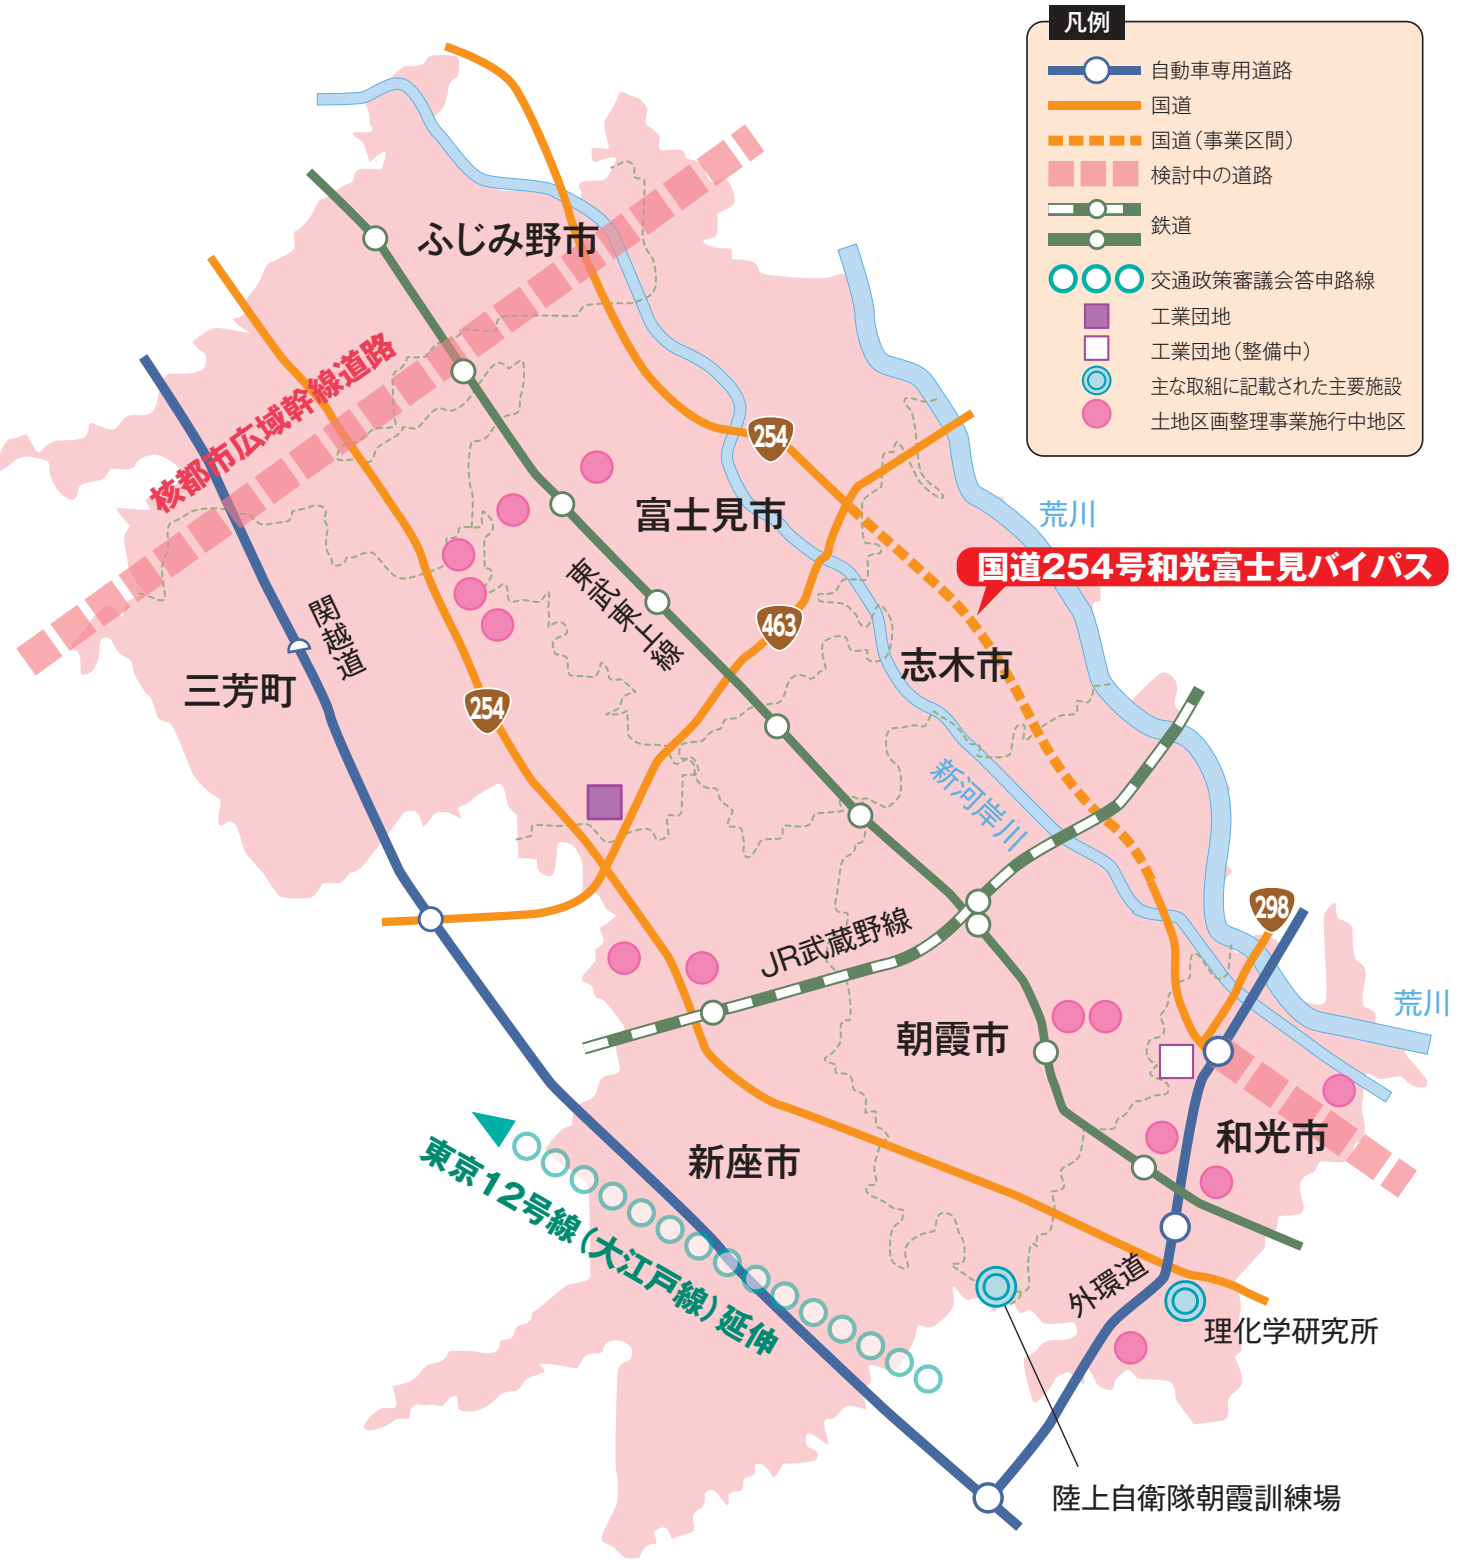 凡例
自動車専用道路
国道
国道（事業区間）
検討中の道路
鉄道
交通政策審議会答申路線
工業団地
工業団地（整備中）
主な取組に記載された主要施設
土地区画整理事業施行中地区
ふじみ野市
核都市広域幹線道路
254
富士見市
荒川
国道254号和光富士見バイパス
東武東上線
関越道
463
志木市
三芳町
254
新河岸川
298
JR武蔵野線
荒川
朝霞市
和光市
新座市
東京12号線（大江戸線）延伸
外環道
理化学研究所
陸上自衛隊朝霞訓練場